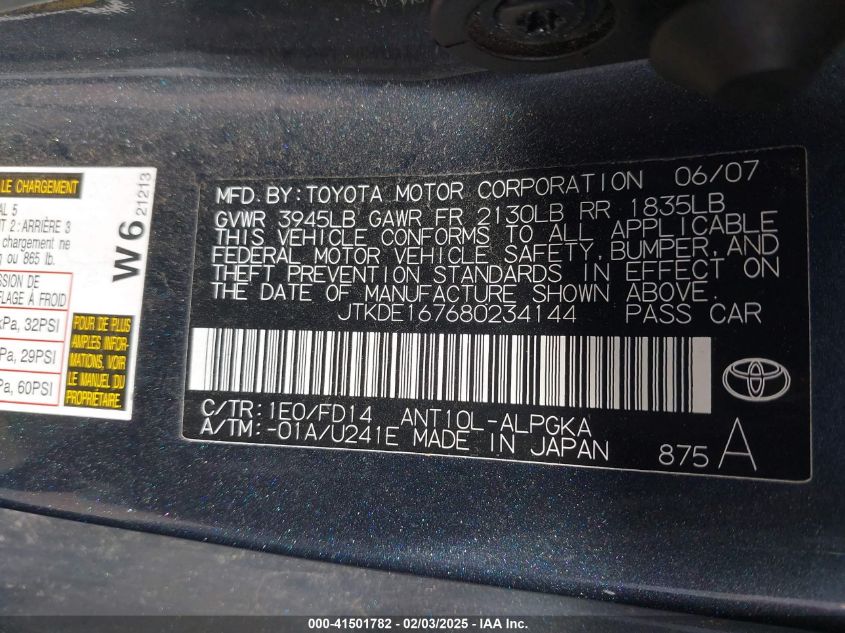 LE CHARGEMENT
AL 5
T 2: ARRIÈRE 3
chargement ne
ou 865 lb.
SSION DE
FLAGE À FROID
kPa, 32PSI
Pa, 29PSI
Pa, 60PSI
POUR DE PLUS
AMPLES INFOR-
MATIONS, VOIR
LE MANUEL DU
PROPRIÉTAIRE.
W6
21213
MFD. BY: TOYOTA MOTOR CORPORATION 06/07
GVWR 3945LB GAWR FR 2130LB RR 1835LB
THIS VEHICLE CONFORMS TO ALL APPLICABLE
FEDERAL MOTOR VEHICLE SAFETY, BUMPER, AND
THEFT PREVENTION STANDARDS IN EFFECT ON
THE DATE OF MANUFACTURE SHOWN ABOVE.
JTKDE167680234144 PASS CAR
C/TR: 1E0/FD14 ANT10L-ALPGKA
A/TM: -01A/U241E MADE IN JAPAN
875 A
000-41501782 - 02/03/2025 - IAA, Inc.